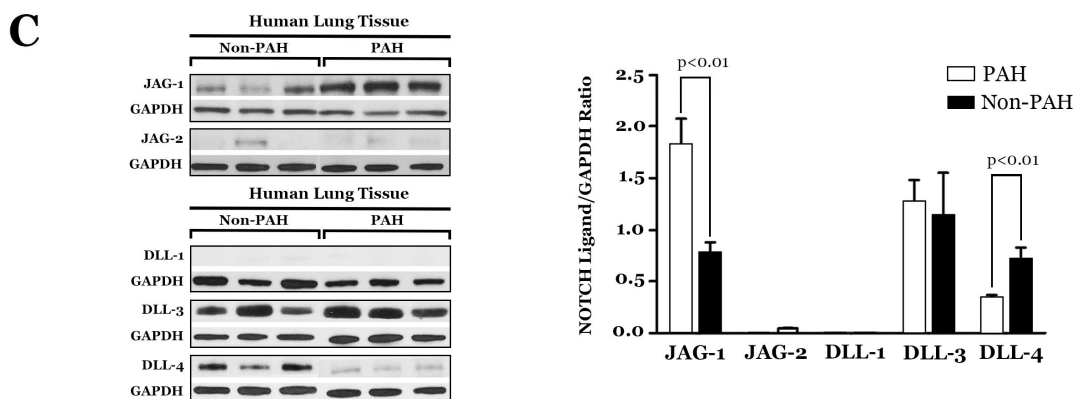 C
Human Lung Tissue
Non-PAH PAH
JAG-1
GAPDH
JAG-2
GAPDH
Human Lung Tissue
Non-PAH PAH
DLL-1
GAPDH
DLL-3
GAPDH
DLL-4
GAPDH
NOTCH Ligand/GAPDH Ratio
2.5
2.0
1.5
1.0
0.5
0.0
p<0.01
p<0.01
PAH
Non-PAH
JAG-1 JAG-2 DLL-1 DLL-3 DLL-4